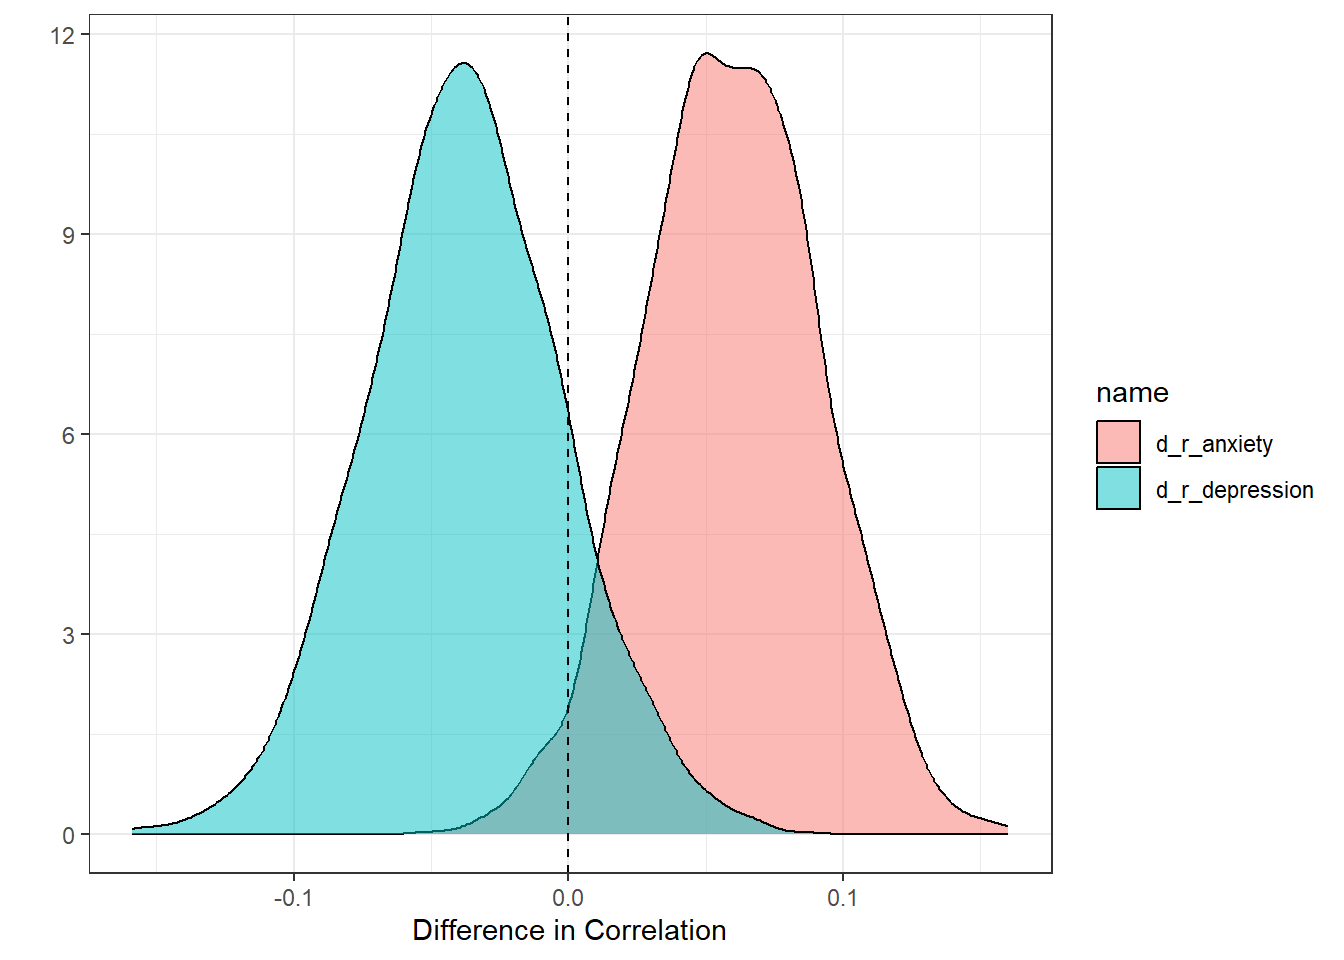 12
9
6
3
0
-0.1
0.0
0.1
Difference in Correlation
name
d_r_anxiety
d_r_depression